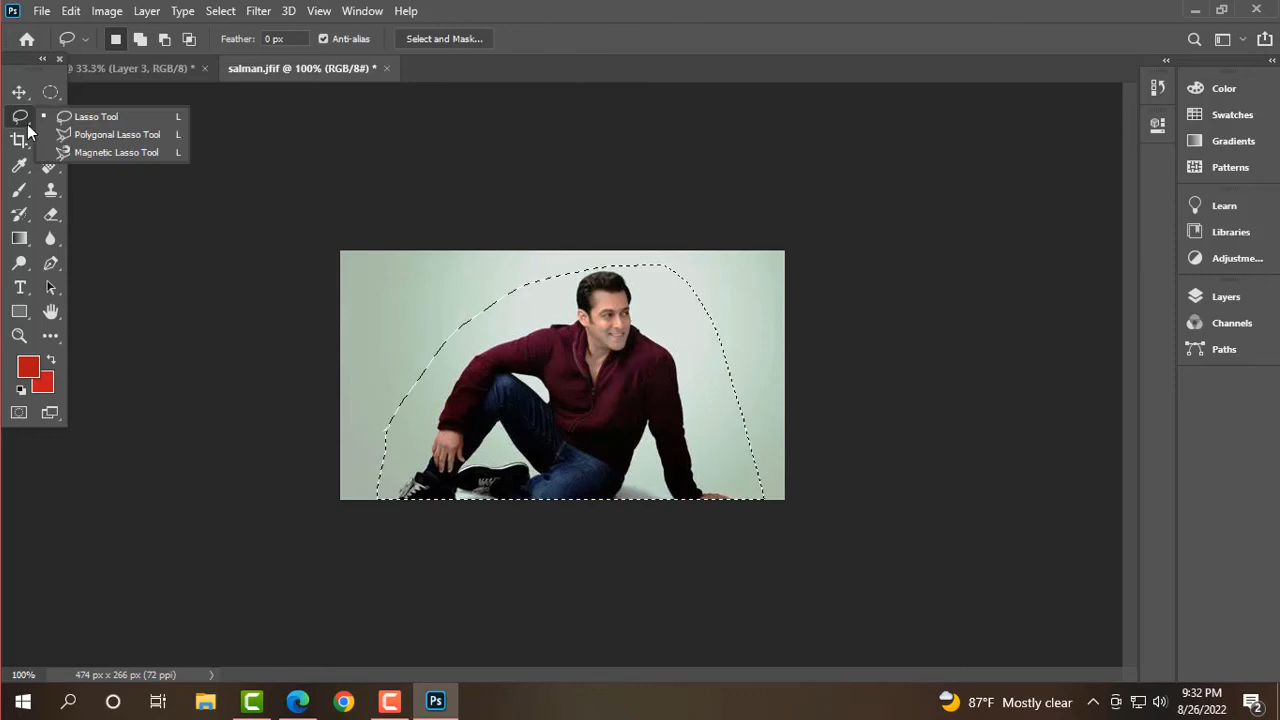 Ps File Edit Image Layer Type Select Filter 3D View Window Help
Feather: 0 px Anti-alias Select and Mask...
@ 33.3% (Layer 3, RGB/8) * × salman.jfif @ 100% (RGB/8#) * ×
Lasso Tool L
Polygonal Lasso Tool L
Magnetic Lasso Tool L
Color
Swatches
Gradients
Patterns
Learn
Libraries
Adjustme...
Layers
Channels
Paths
100% 474 px x 266 px (72 ppi)
Ps 87°F Mostly clear 9:32 PM
8/26/2022 2